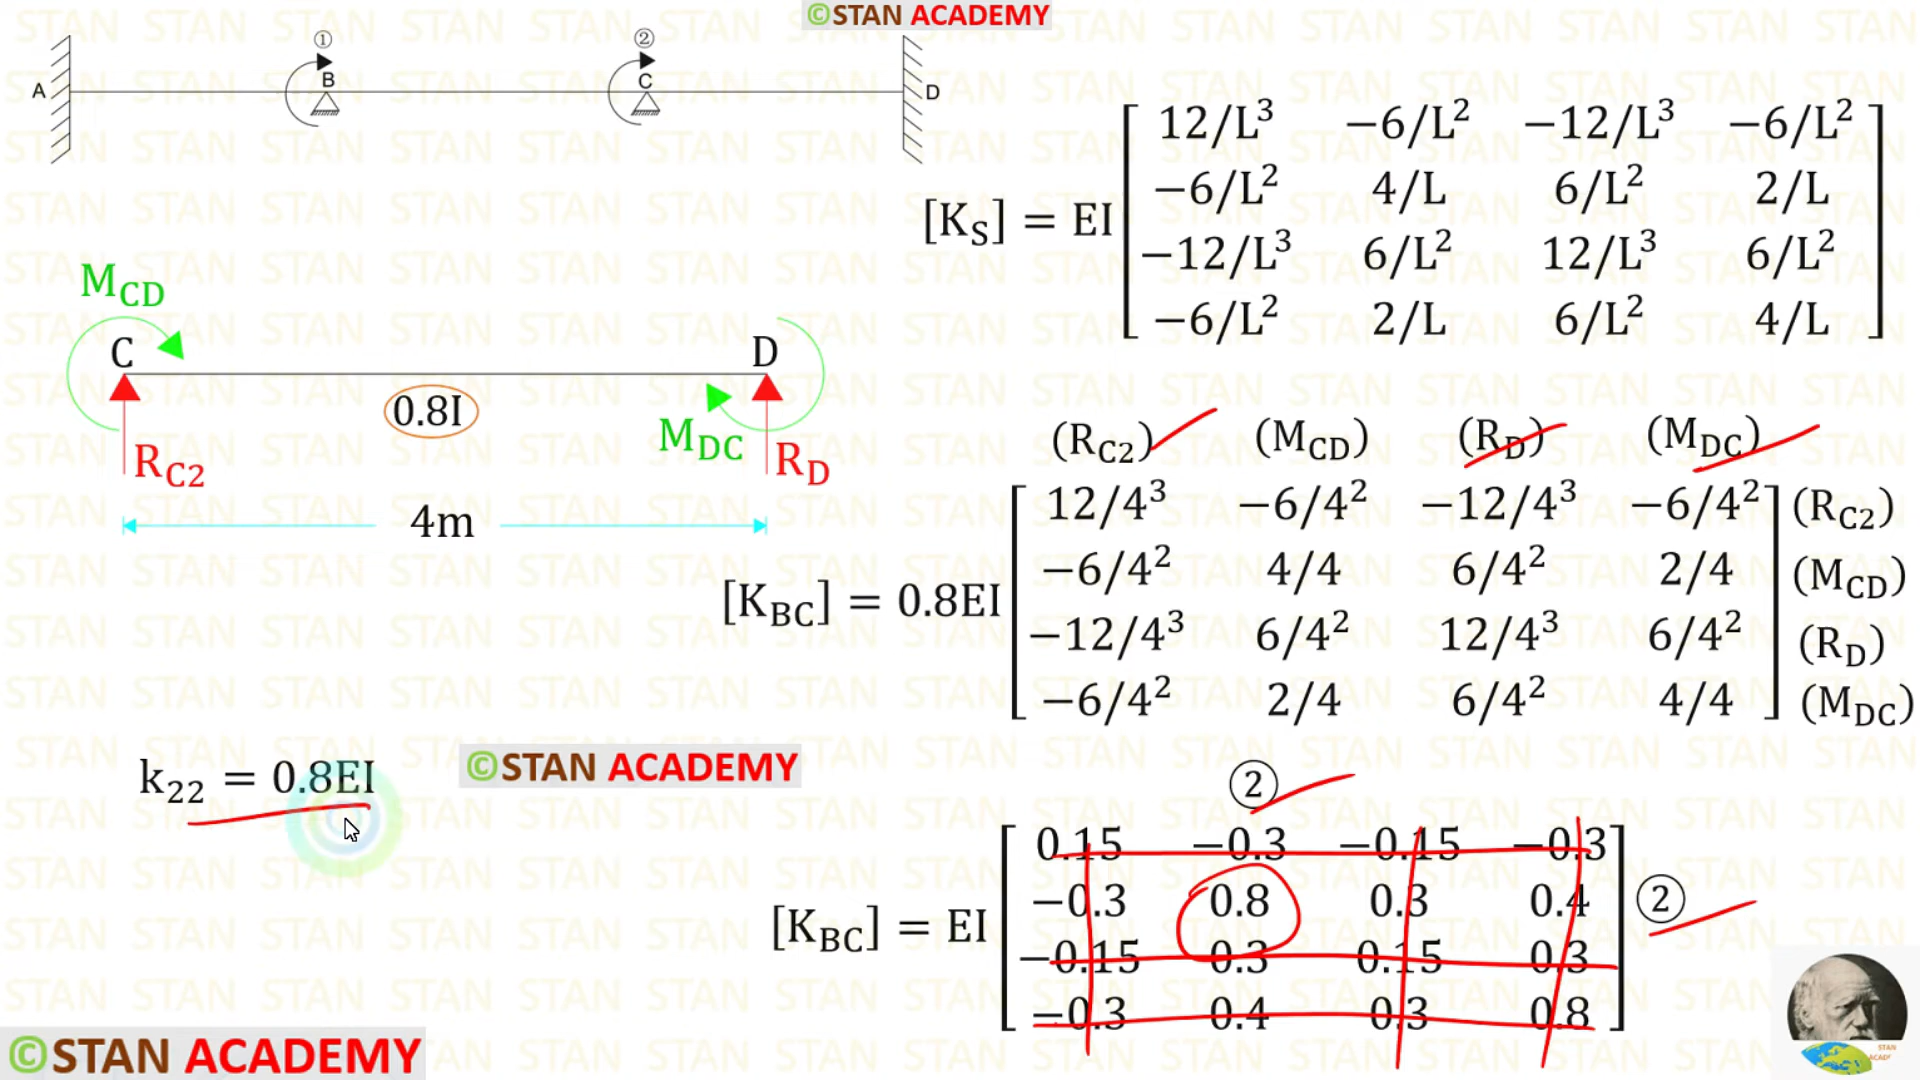 ©STAN ACADEMY
① ②
A B C D
[K_S] = EI
12/L³ −6/L² −12/L³ −6/L²
−6/L² 4/L 6/L² 2/L
−12/L³ 6/L² 12/L³ 6/L²
−6/L² 2/L 6/L² 4/L
M_CD
C D
0.8I
M_DC
R_C2 R_D
4m
(R_C2) (M_CD) (R_D) (M_DC)
[K_BC] = 0.8EI
12/4³ −6/4² −12/4³ −6/4² (R_C2)
−6/4² 4/4 6/4² 2/4 (M_CD)
−12/4³ 6/4² 12/4³ 6/4² (R_D)
−6/4² 2/4 6/4² 4/4 (M_DC)
k₂₂ = 0.8EI
©STAN ACADEMY
②
[K_BC] = EI
0.15 −0.3 −0.15 −0.3
−0.3 0.8 0.3 0.4 ②
−0.15 0.3 0.15 0.3
−0.3 0.4 0.3 0.8
©STAN ACADEMY
STAN